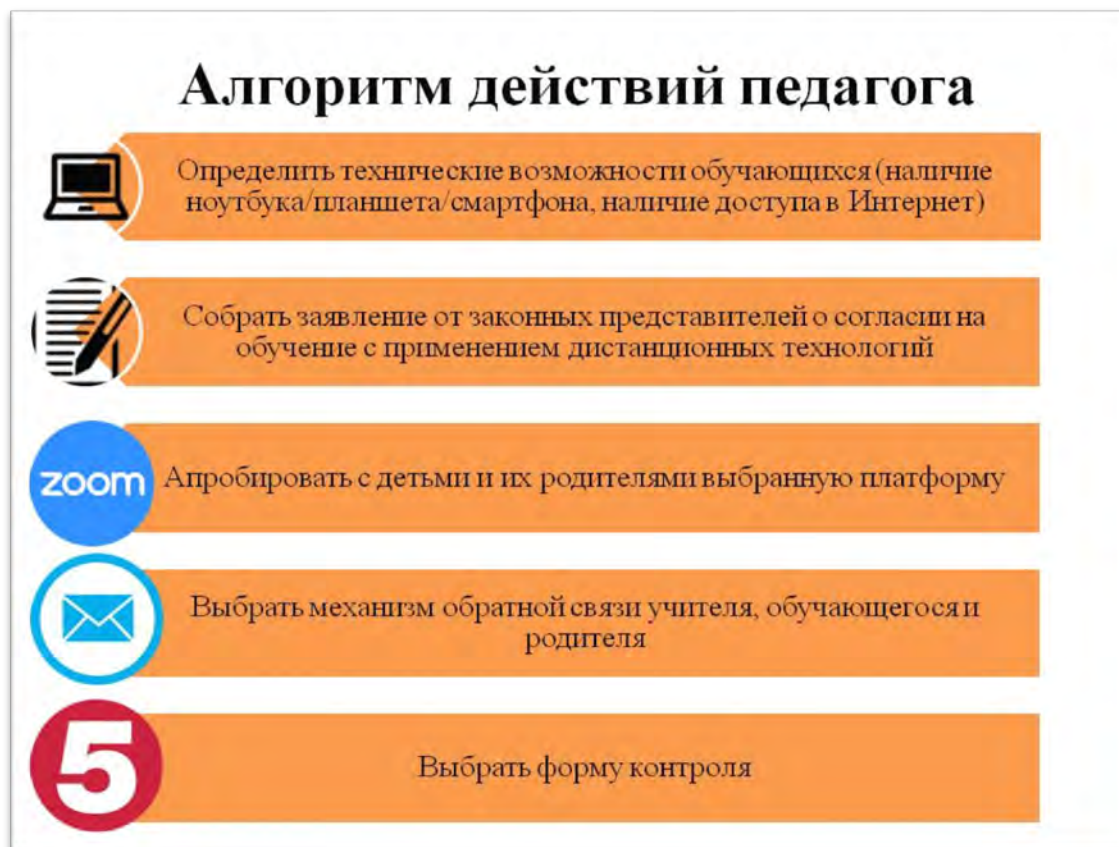 Алгоритм действий педагога
Определить технические возможности обучающихся (наличие
ноутбука/планшета/смартфона, наличие доступа в Интернет)
Собрать заявление от законных представителей о согласии на
обучение с применением дистанционных технологий
zoom
Апробировать с детьми и их родителями выбранную платформу
Выбрать механизм обратной связи учителя, обучающегося и
родителя
5
Выбрать форму контроля